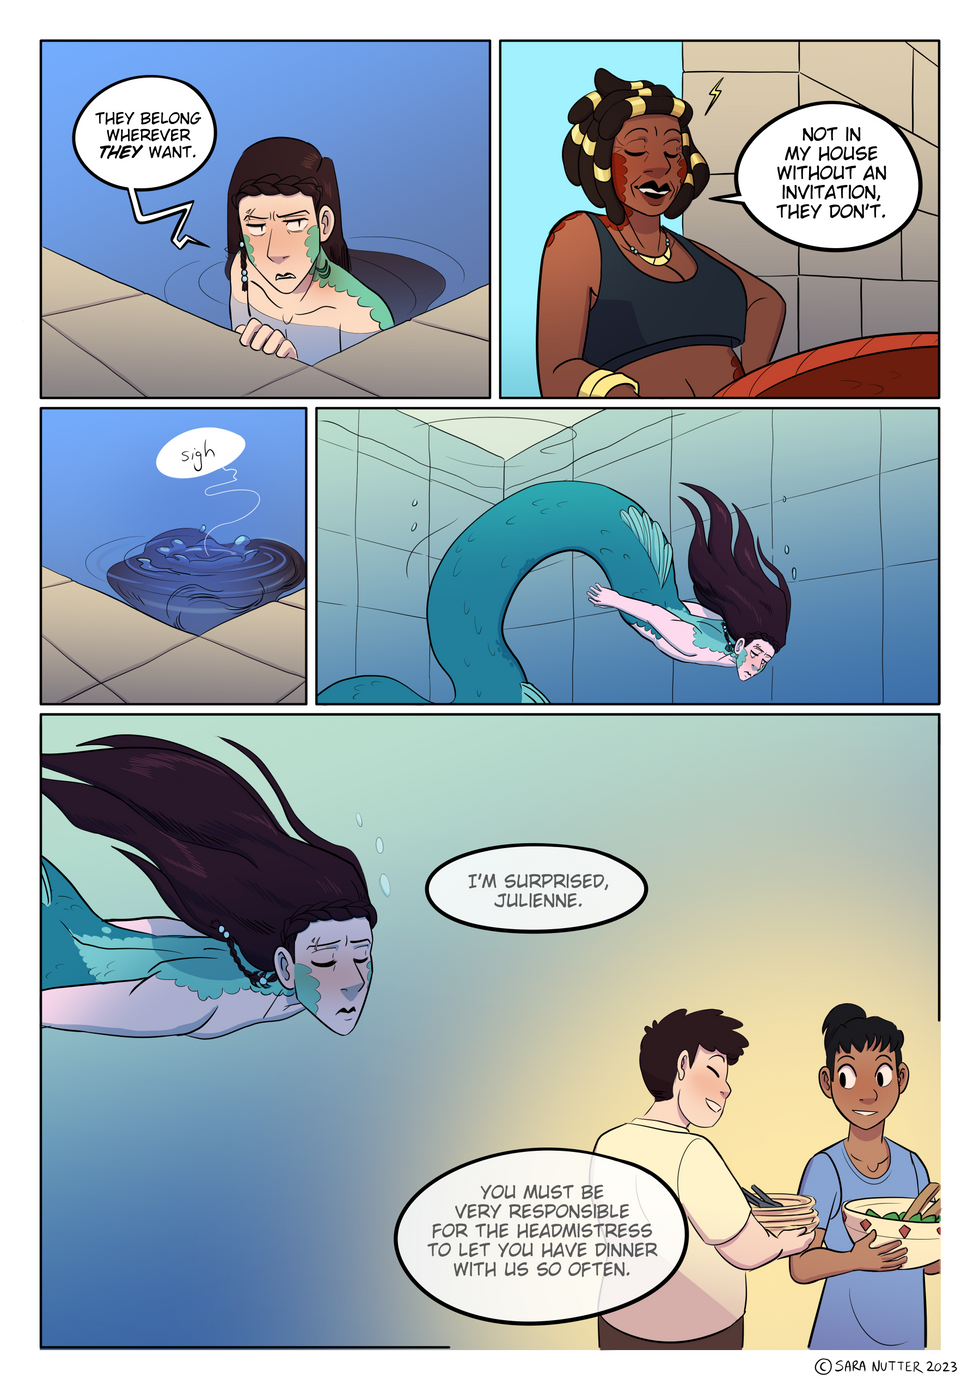 THEY BELONG
WHEREVER
THEY WANT.
NOT IN
MY HOUSE
WITHOUT AN
INVITATION,
THEY DON'T.
sigh
I'M SURPRISED,
JULIENNE.
YOU MUST BE
VERY RESPONSIBLE
FOR THE HEADMISTRESS
TO LET YOU HAVE DINNER
WITH US SO OFTEN.
© SARA NUTTER 2023